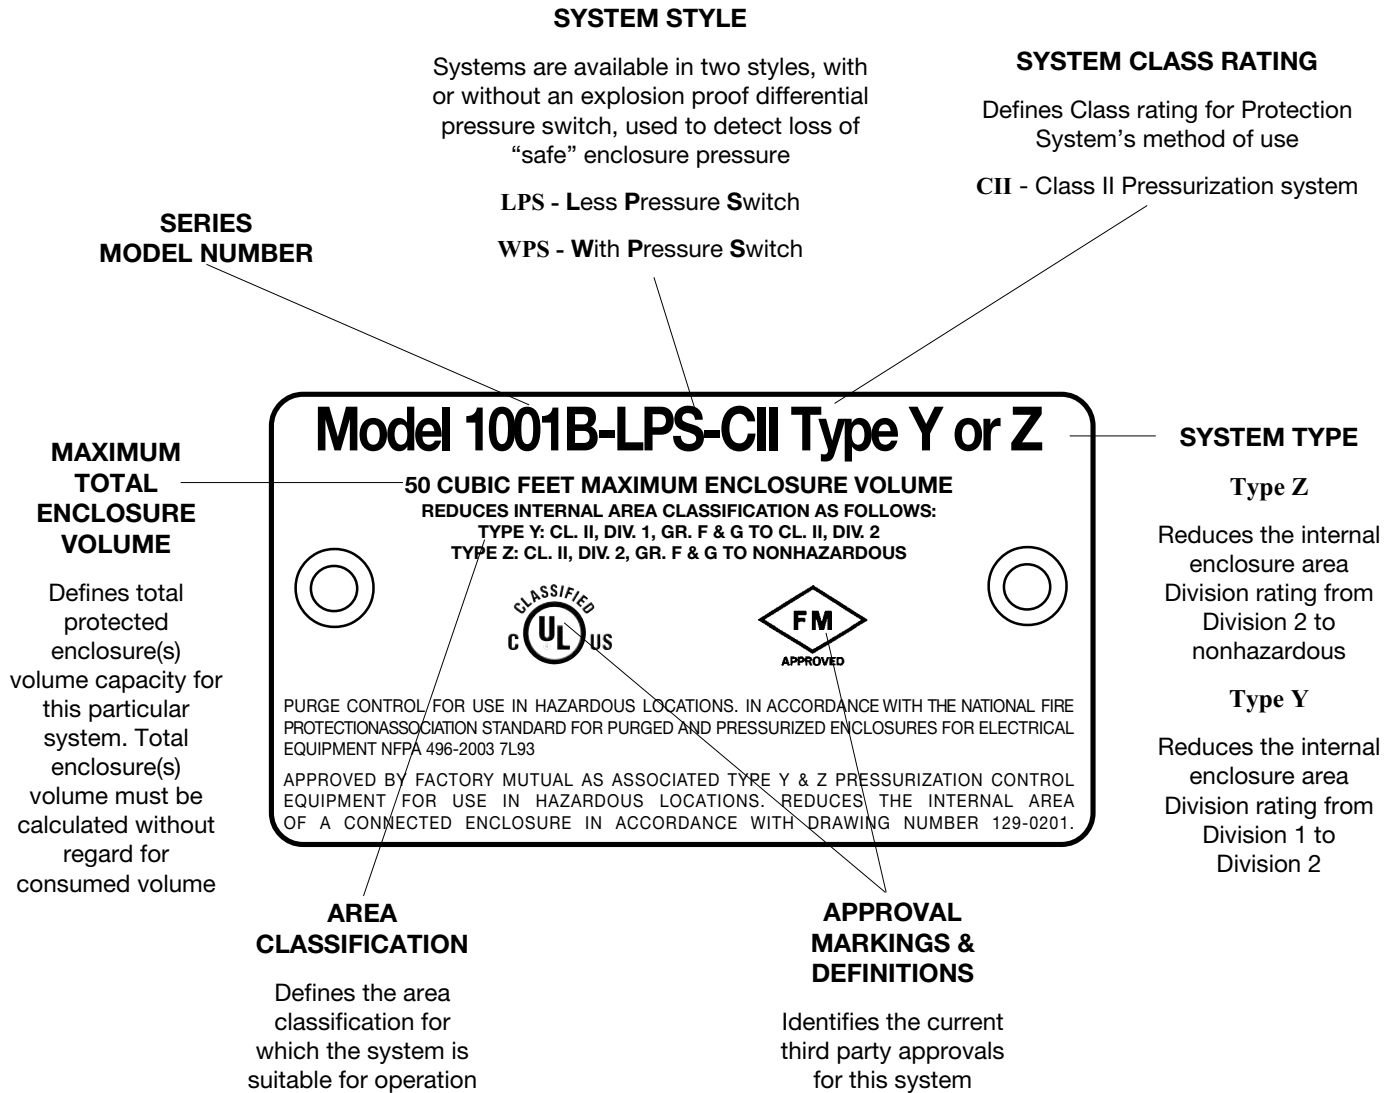 SYSTEM STYLE
Systems are available in two styles, with
or without an explosion proof differential
pressure switch, used to detect loss of
“safe” enclosure pressure
LPS - Less Pressure Switch
WPS - With Pressure Switch
SYSTEM CLASS RATING
Defines Class rating for Protection
System’s method of use
CII - Class II Pressurization system
SERIES
MODEL NUMBER
Model 1001B-LPS-CII Type Y or Z
50 CUBIC FEET MAXIMUM ENCLOSURE VOLUME
REDUCES INTERNAL AREA CLASSIFICATION AS FOLLOWS:
TYPE Y: CL. II, DIV. 1, GR. F & G TO CL. II, DIV. 2
TYPE Z: CL. II, DIV. 2, GR. F & G TO NONHAZARDOUS
CLASSIFIED
C UL US
FM
APPROVED
PURGE CONTROL FOR USE IN HAZARDOUS LOCATIONS. IN ACCORDANCE WITH THE NATIONAL FIRE
PROTECTIONASSOCIATION STANDARD FOR PURGED AND PRESSURIZED ENCLOSURES FOR ELECTRICAL
EQUIPMENT NFPA 496-2003 7L93
APPROVED BY FACTORY MUTUAL AS ASSOCIATED TYPE Y & Z PRESSURIZATION CONTROL
EQUIPMENT FOR USE IN HAZARDOUS LOCATIONS. REDUCES THE INTERNAL AREA
OF A CONNECTED ENCLOSURE IN ACCORDANCE WITH DRAWING NUMBER 129-0201.
MAXIMUM
TOTAL
ENCLOSURE
VOLUME
Defines total
protected
enclosure(s)
volume capacity for
this particular
system. Total
enclosure(s)
volume must be
calculated without
regard for
consumed volume
SYSTEM TYPE
Type Z
Reduces the internal
enclosure area
Division rating from
Division 2 to
nonhazardous
Type Y
Reduces the internal
enclosure area
Division rating from
Division 1 to
Division 2
AREA
CLASSIFICATION
Defines the area
classification for
which the system is
suitable for operation
APPROVAL
MARKINGS &
DEFINITIONS
Identifies the current
third party approvals
for this system